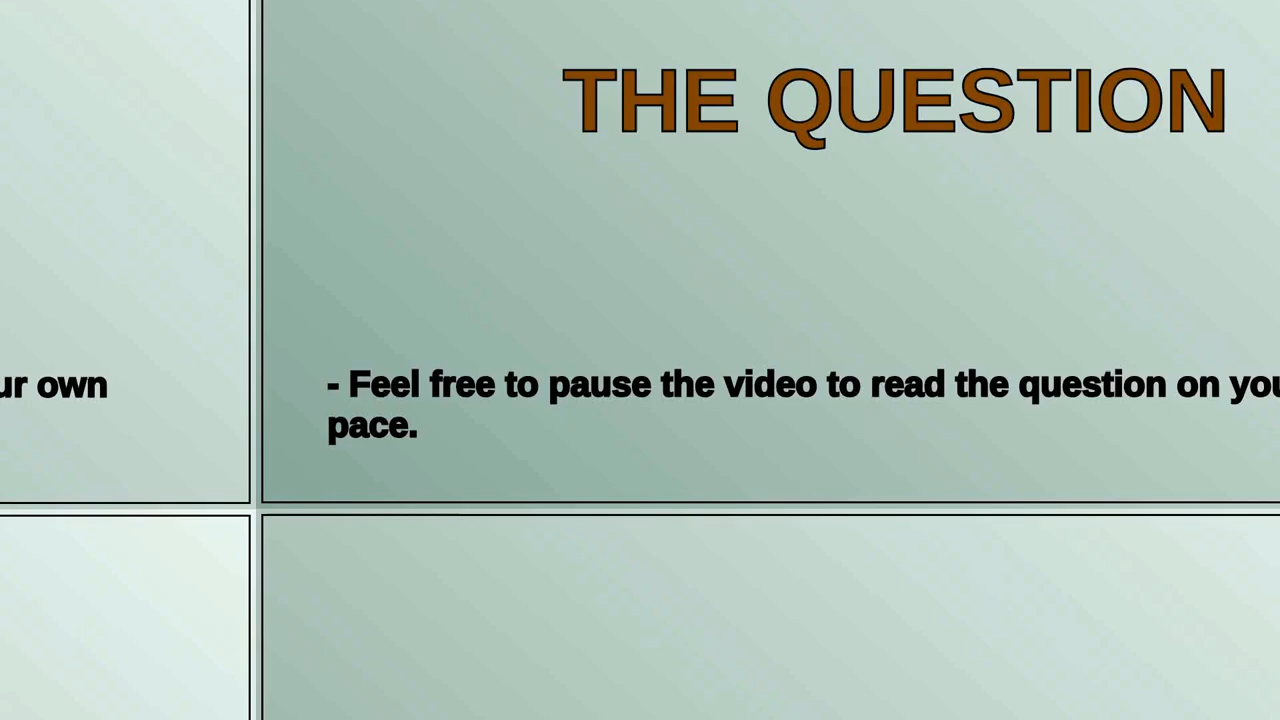 THE QUESTION
ur own
- Feel free to pause the video to read the question on you
pace.